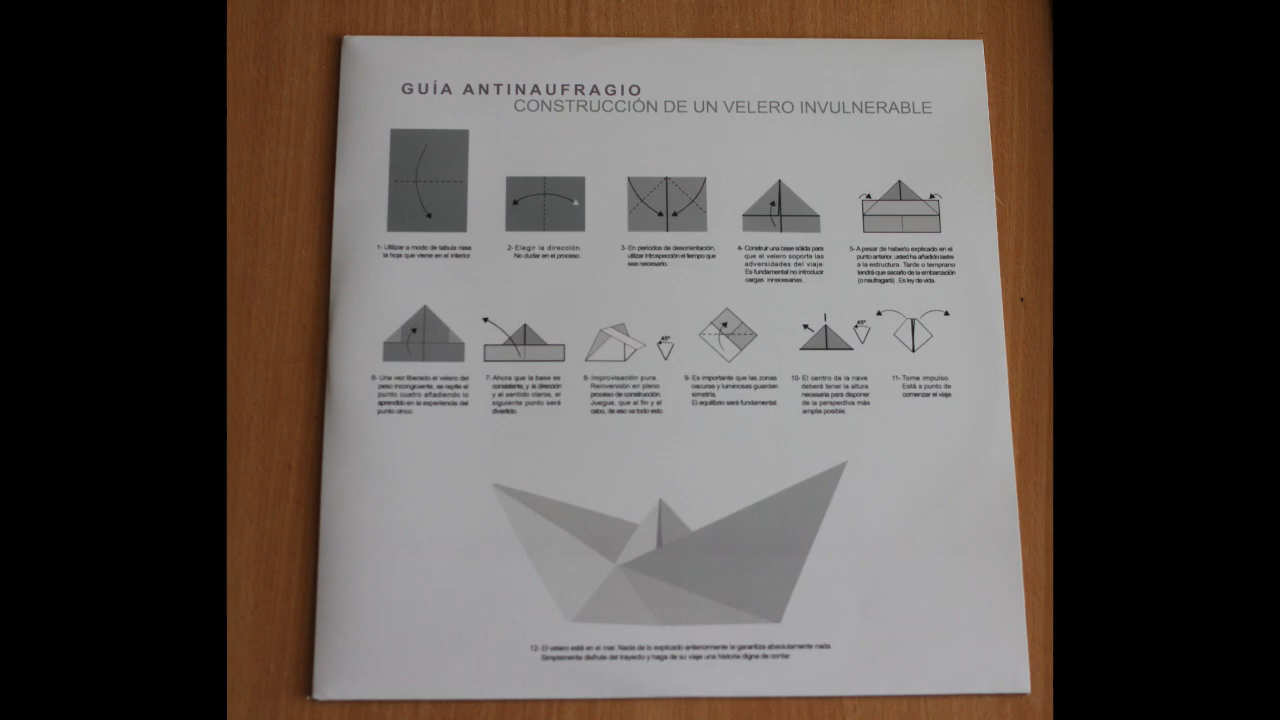 GUÍA ANTINAUFRAGIO
CONSTRUCCIÓN DE UN VELERO INVULNERABLE
1- Utilizar a modo de tabula rasa
la hoja que viene en el interior.
2- Elegir la dirección.
No dudar en el proceso.
3- En periodos de desorientación,
utilizar introspección el tiempo que
sea necesario.
4- Construir una base sólida para
que el velero soporte las
adversidades del viaje.
Es fundamental no introducir
cargas innecesarias.
5- A pesar de haberlo explicado en el
punto anterior, usted ha añadido lastre
a la estructura. Tarde o temprano
tendrá que sacarlo de la embarcación
(o naufragará). Es ley de vida.
45º
45º
6- Una vez liberado el velero del
peso incongruente, se repite el
punto cuatro añadiendo lo
aprendido en la experiencia del
punto cinco.
7- Ahora que la base es
consistente, y la dirección
y el sentido claros, el
siguiente punto será
divertido.
8- Improvisación pura.
Reinvención en pleno
proceso de construcción.
Juegue, que al fin y al
cabo, de eso va todo esto.
9- Es importante que las zonas
oscuras y luminosas guarden
simetría.
El equilibrio será fundamental.
10- El centro de la nave
deberá tener la altura
necesaria para disponer
de la perspectiva más
amplia posible.
11- Tome impulso.
Está a punto de
comenzar el viaje.
12- El velero está en el mar. Nada de lo explicado anteriormente le garantiza absolutamente nada
Simplemente disfrute del trayecto y haga de su viaje una historia digna de contar.